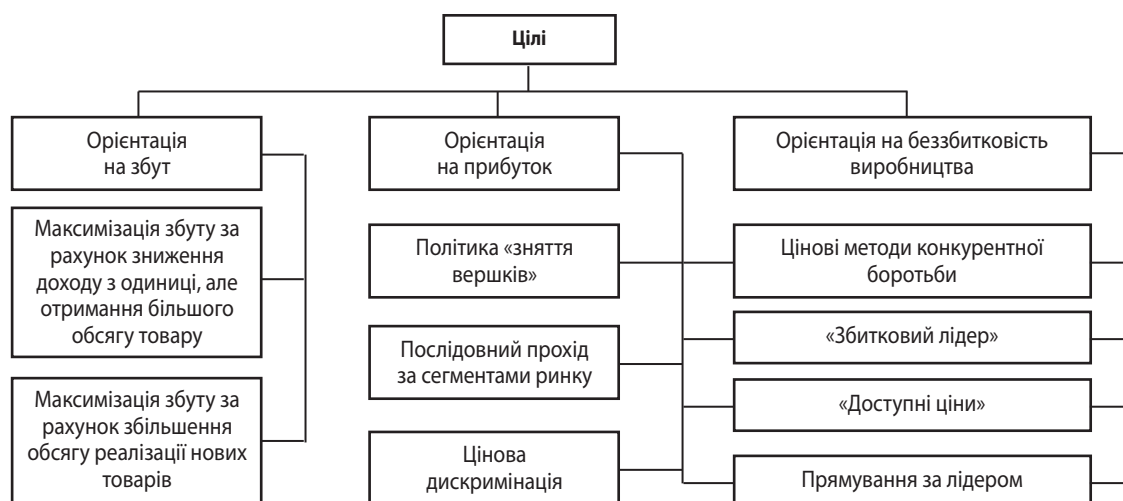 Цілі
Орієнтація
на збут
Орієнтація
на прибуток
Орієнтація на беззбитковість
виробництва
Максимізація збуту за
рахунок зниження
доходу з одиниці, але
отримання більшого
обсягу товару
Максимізація збуту за
рахунок збільшення
обсягу реалізації нових
товарів
Політика «зняття
вершків»
Послідовний прохід
за сегментами ринку
Цінова
дискримінація
Цінові методи конкурентної
боротьби
«Збитковий лідер»
«Доступні ціни»
Прямування за лідером